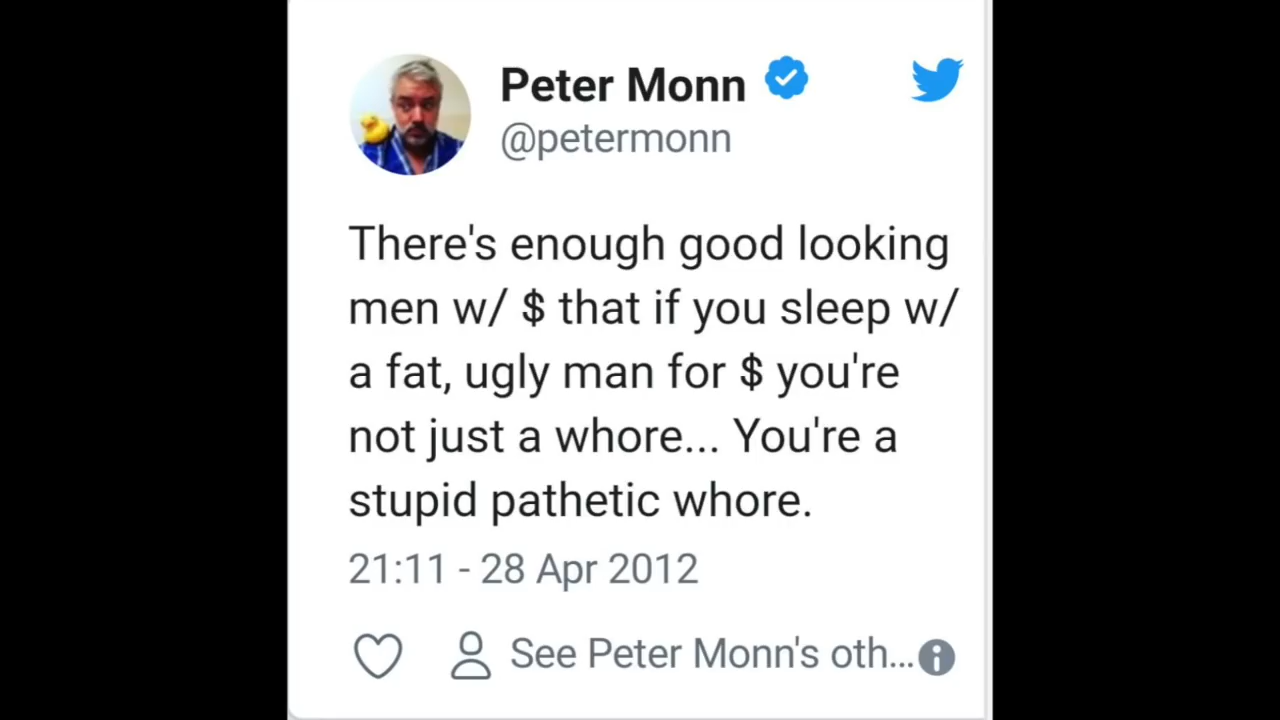 Peter Monn
@petermonn
There's enough good looking
men w/ $ that if you sleep w/
a fat, ugly man for $ you're
not just a whore... You're a
stupid pathetic whore.
21:11 - 28 Apr 2012
See Peter Monn's oth...